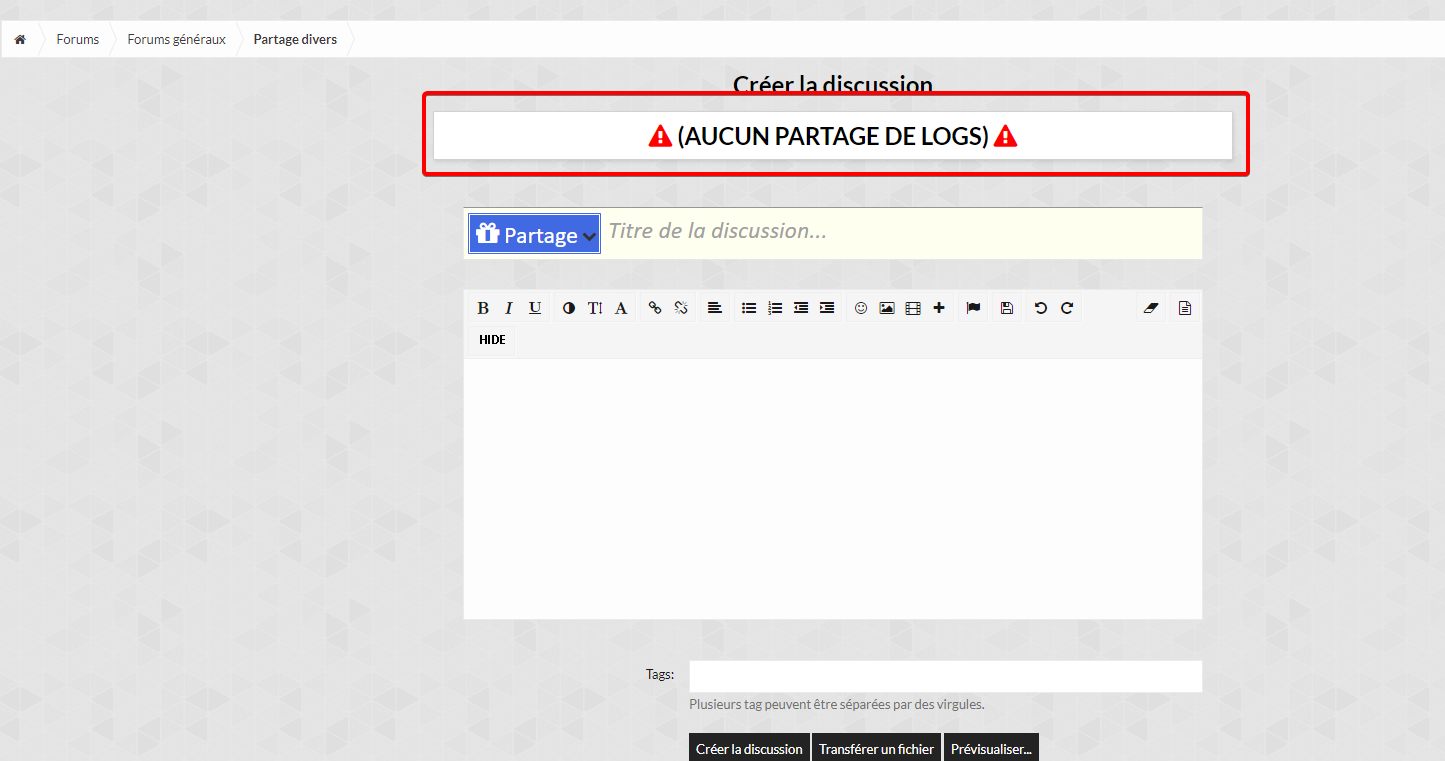 Forums Forums généraux Partage divers
Créer la discussion
(AUCUN PARTAGE DE LOGS)
Partage Titre de la discussion...
B I U T A
HIDE
Tags:
Plusieurs tag peuvent être séparées par des virgules.
Créer la discussion Transférer un fichier Prévisualiser...